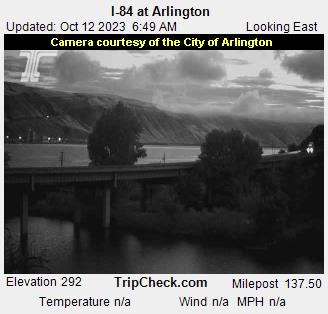 I-84 at Arlington
Updated: Oct 12 2023 6:49 AM Looking East
Camera courtesy of the City of Arlington
Elevation 292 TripCheck.com Milepost 137.50
Temperature n/a Wind n/a MPH n/a